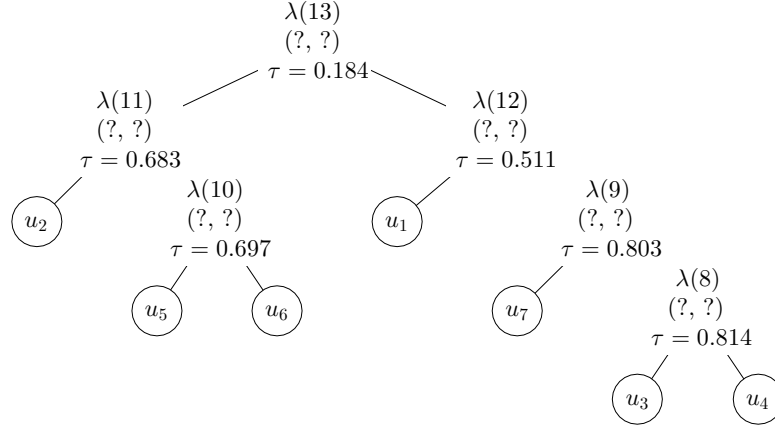 λ(13)
(?, ?)
τ = 0.184
λ(11)
(?, ?)
τ = 0.683
λ(12)
(?, ?)
τ = 0.511
u₂
λ(10)
(?, ?)
τ = 0.697
u₁
λ(9)
(?, ?)
τ = 0.803
u₅
u₆
u₇
λ(8)
(?, ?)
τ = 0.814
u₃
u₄